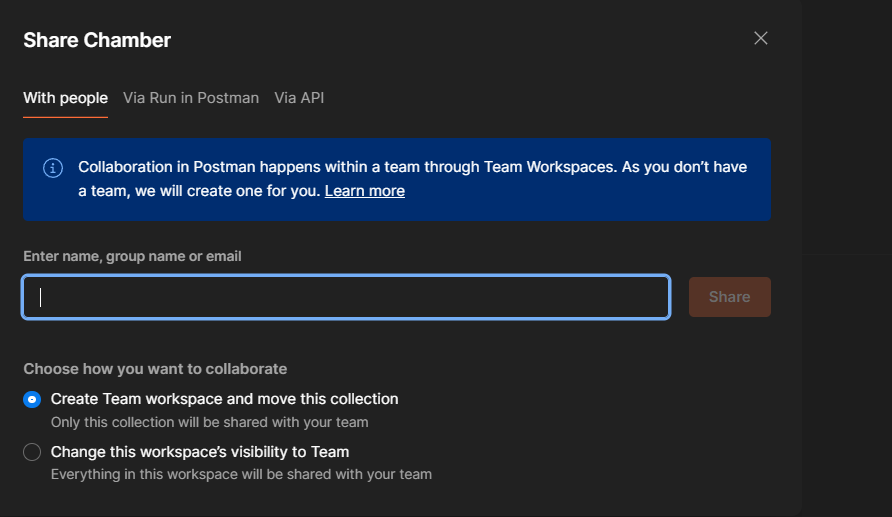 Share Chamber
With people Via Run in Postman Via API
Collaboration in Postman happens within a team through Team Workspaces. As you don’t have
a team, we will create one for you. Learn more
Enter name, group name or email
Share
Choose how you want to collaborate
Create Team workspace and move this collection
Only this collection will be shared with your team
Change this workspace’s visibility to Team
Everything in this workspace will be shared with your team